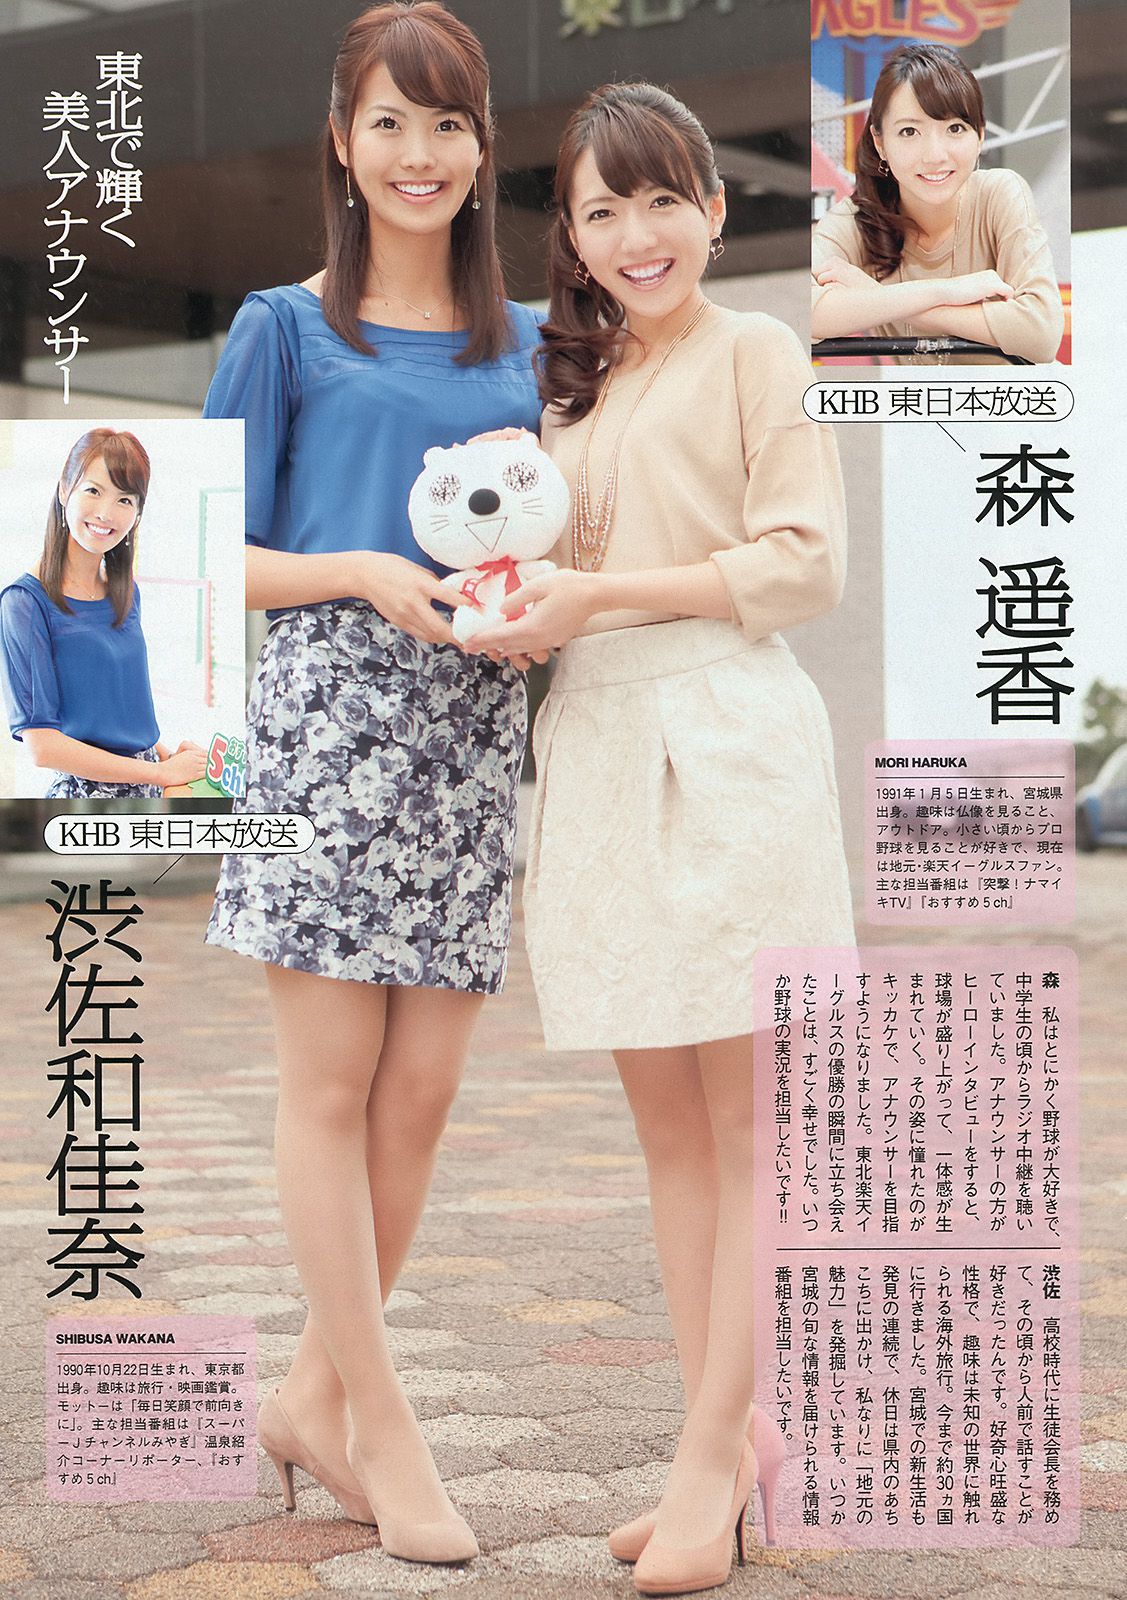 東北で輝く
美人アナウンサー
EAGLES
KHB 東日本放送
森 遥香
MORI HARUKA
1991年1月5日生まれ、宮城県
出身。趣味は仏像を見ること、
アウトドア。小さい頃からプロ
野球を見ることが好きで、現在
は地元・楽天イーグルスファン。
主な担当番組は『突撃！ナマイ
キTV』『おすすめ5ch』
おすす
5ch
KHB 東日本放送
渋佐和佳奈
SHIBUSA WAKANA
1990年10月22日生まれ、東京都
出身。趣味は旅行・映画鑑賞。
モットーは「毎日笑顔で前向き
に」。主な担当番組は『スーパ
ーJチャンネルみやぎ』温泉紹
介コーナーリポーター、『おす
すめ5ch』
森　私はとにかく野球が大好きで、
中学生の頃からラジオ中継を聴い
ていました。アナウンサーの方が
ヒーローインタビューをすると、
球場が盛り上がって、一体感が生
まれていく。その姿に憧れたのが
キッカケで、アナウンサーを目指
すようになりました。東北楽天イ
ーグルスの優勝の瞬間に立ち会え
たことは、すごく幸せでした。いつ
か野球の実況を担当したいです!!
渋佐　高校時代に生徒会長を務め
て、その頃から人前で話すことが
好きだったんです。好奇心旺盛な
性格で、趣味は未知の世界に触れ
られる海外旅行。今まで約30ヵ国
に行きました。宮城での新生活も
発見の連続で、休日は県内のあち
こちに出かけ、私なりに「地元の
魅力」を発掘しています。いつか
宮城の旬な情報を届けられる情報
番組を担当したいです。